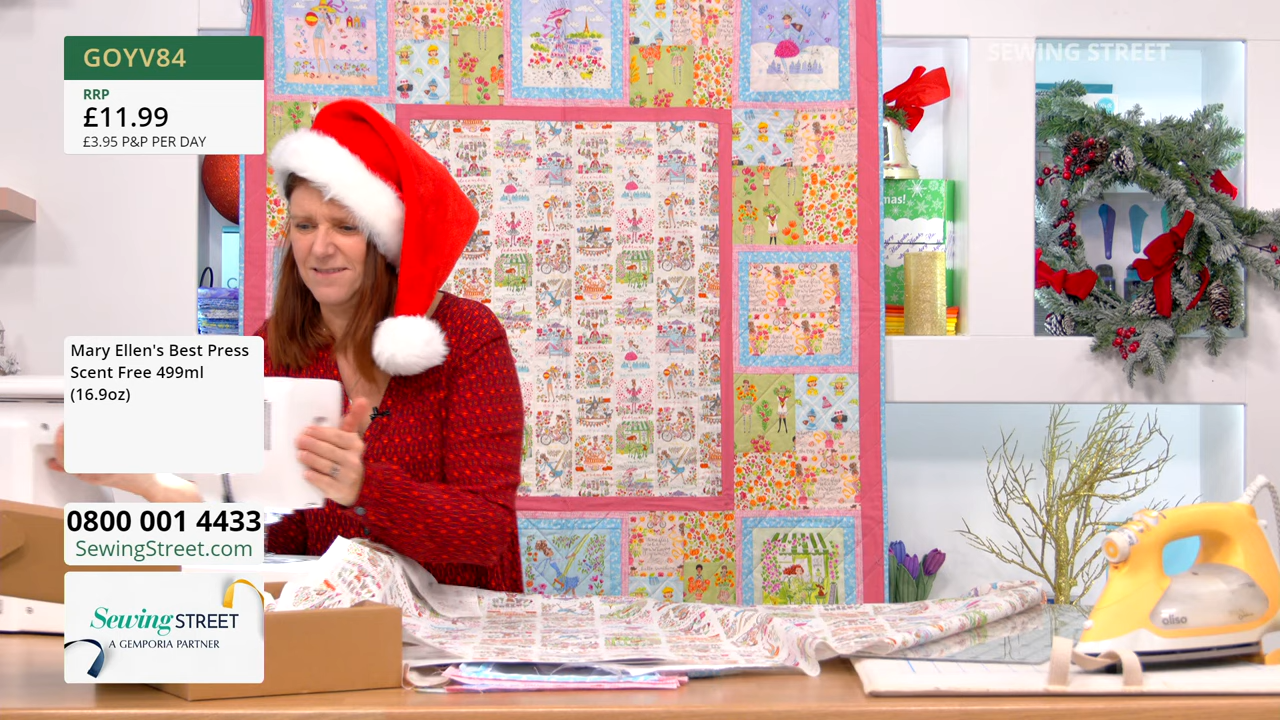 GOYV84
RRP
£11.99
£3.95 P&P PER DAY
Mary Ellen's Best Press
Scent Free 499ml
(16.9oz)
0800 001 4433
SewingStreet.com
Sewing STREET
A GEMPORIA PARTNER
SEWING STREET
mas!
oliso